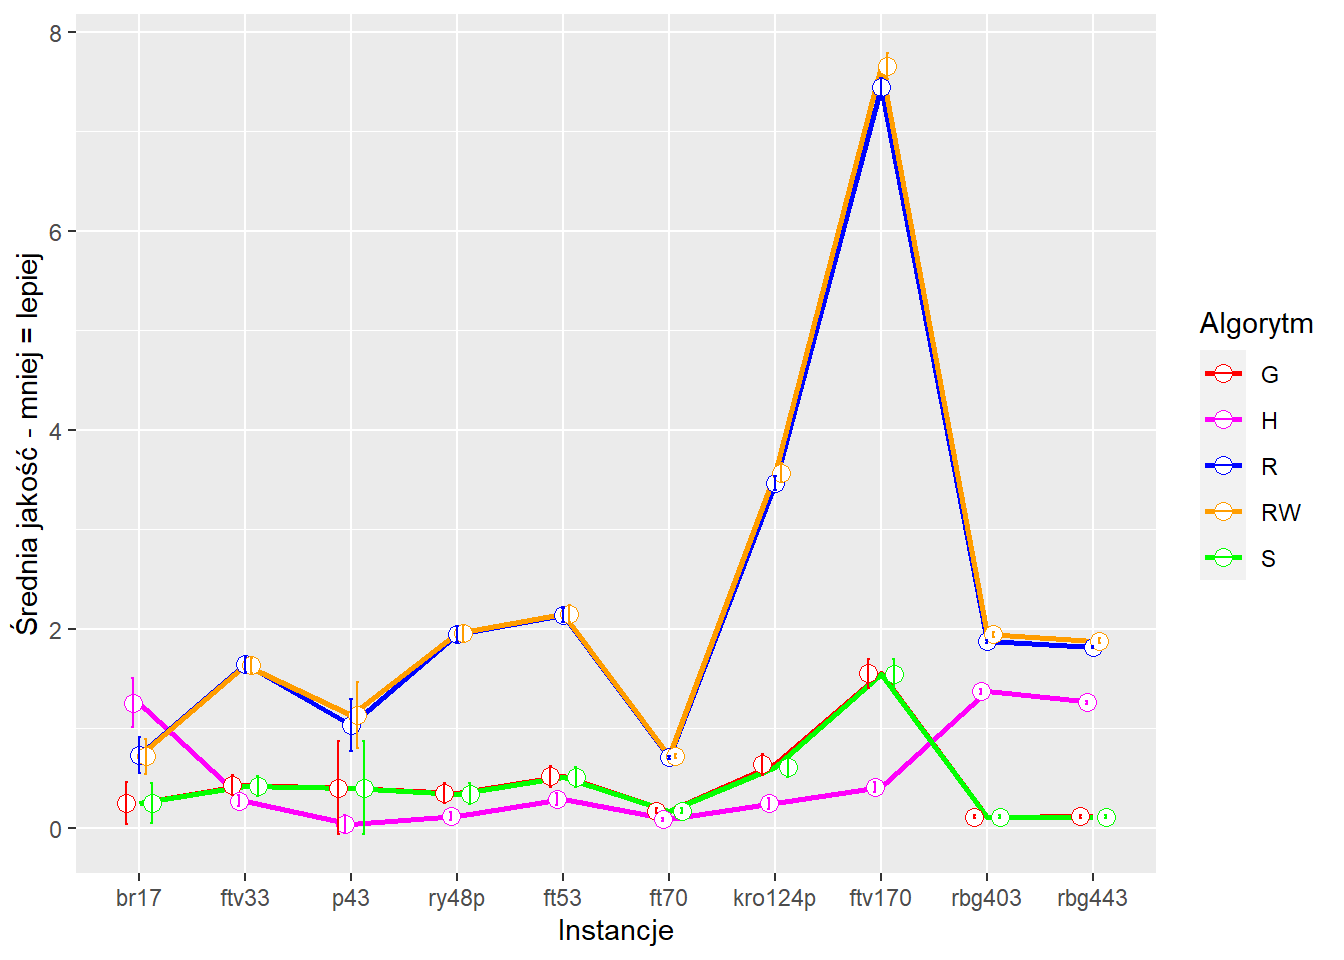 Średnia jakość - mniej = lepiej
8
6
4
2
0
br17 ftv33 p43 ry48p ft53 ft70 kro124p ftv170 rbg403 rbg443
Instancje
Algorytm
G
H
R
RW
S